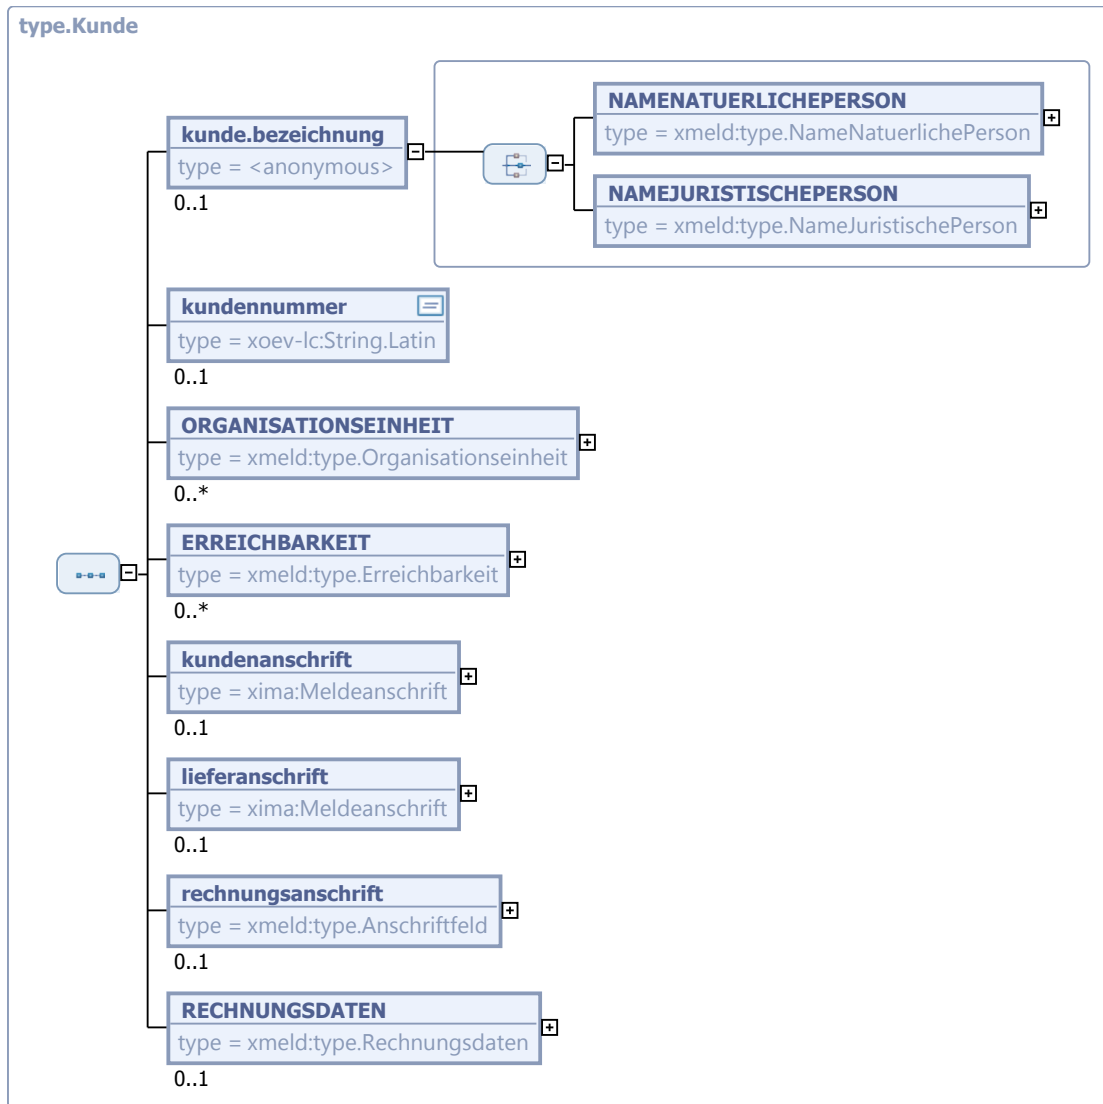 type.Kunde
NAMENATUERLICHEPERSON
type = xmeld:type.NameNatuerlichePerson
kunde.bezeichnung
type = <anonymous>
0..1
NAMEJURISTISCHEPERSON
type = xmeld:type.NameJuristischePerson
kundennummer
type = xoev-lc:String.Latin
0..1
ORGANISATIONSEINHEIT
type = xmeld:type.Organisationseinheit
0..*
ERREICHBARKEIT
type = xmeld:type.Erreichbarkeit
0..*
kundenanschrift
type = xima:Meldeanschrift
0..1
lieferanschrift
type = xima:Meldeanschrift
0..1
rechnungsanschrift
type = xmeld:type.Anschriftfeld
0..1
RECHNUNGSDATEN
type = xmeld:type.Rechnungsdaten
0..1